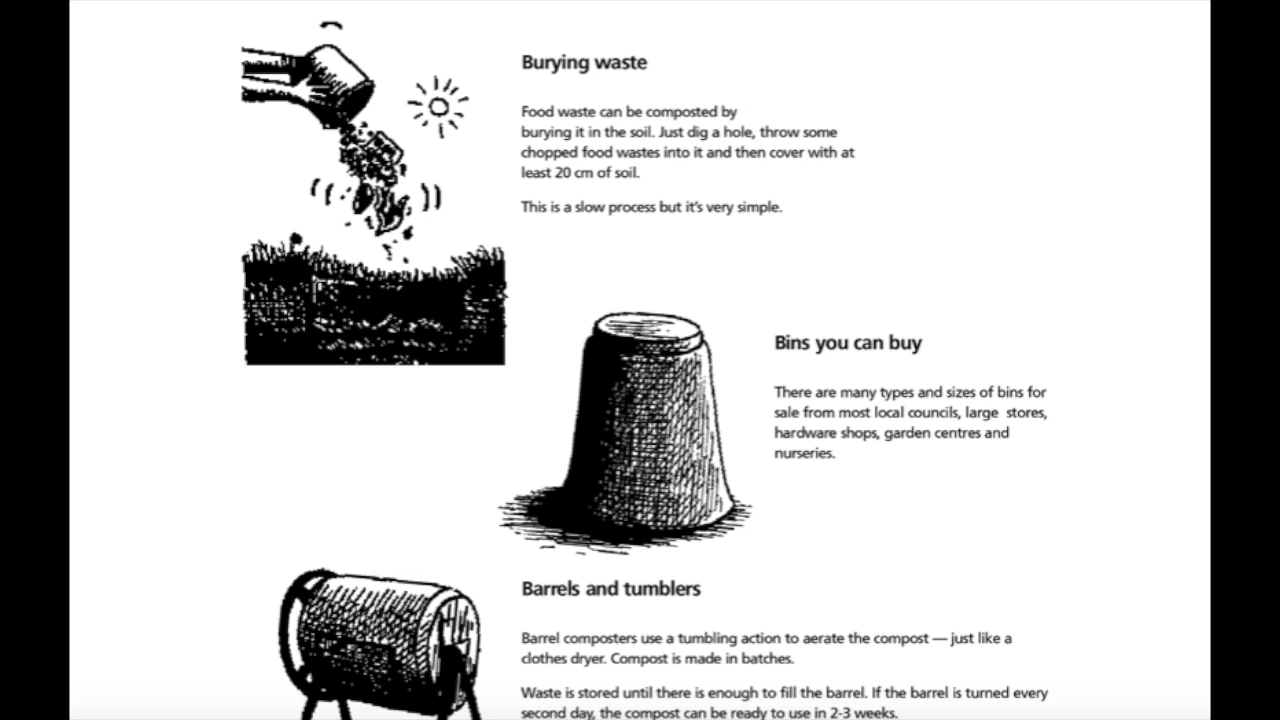 Burying waste
Food waste can be composted by
burying it in the soil. Just dig a hole, throw some
chopped food wastes into it and then cover with at
least 20 cm of soil.
This is a slow process but it's very simple.
Bins you can buy
There are many types and sizes of bins for
sale from most local councils, large stores,
hardware shops, garden centres and
nurseries.
Barrels and tumblers
Barrel composters use a tumbling action to aerate the compost — just like a
clothes dryer. Compost is made in batches.
Waste is stored until there is enough to fill the barrel. If the barrel is turned every
second day, the compost can be ready to use in 2-3 weeks.